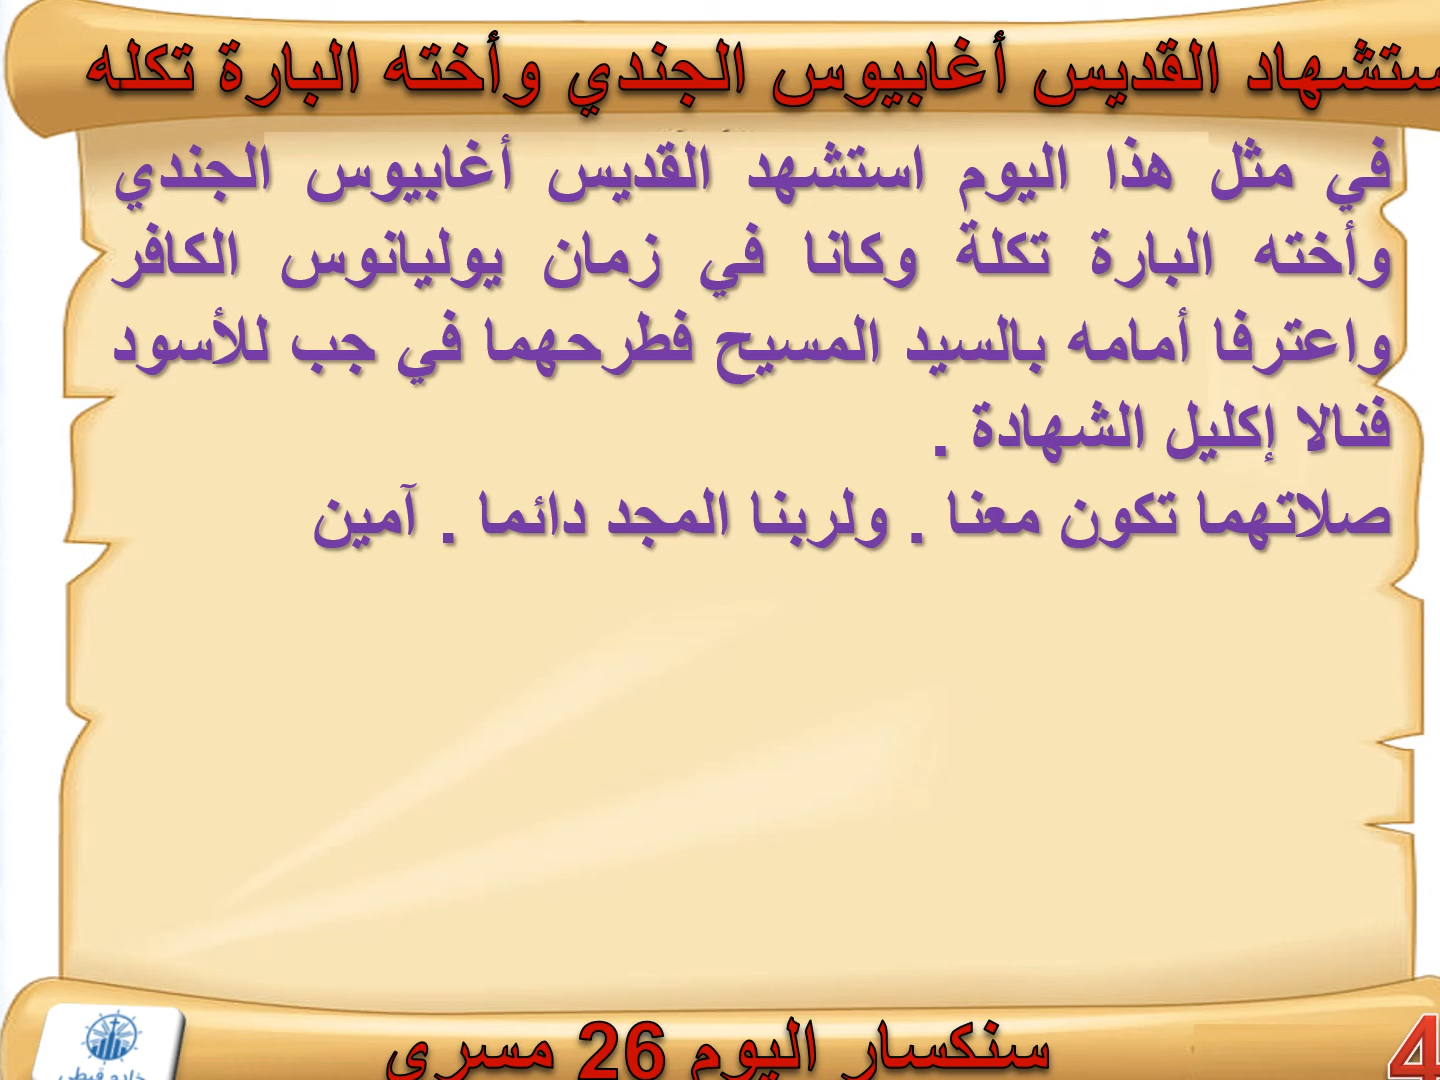 ستشهاد القديس أغابيوس الجندي وأخته البارة تكله
في مثل هذا اليوم استشهد القديس أغابيوس الجندي
وأخته البارة تكلة وكانا في زمان يوليانوس الكافر
واعترفا أمامه بالسيد المسيح فطرحهما في جب للأسود
فنالا إكليل الشهادة .
صلاتهما تكون معنا . ولربنا المجد دائما . آمين
سنكسار اليوم 26 مسرى
4